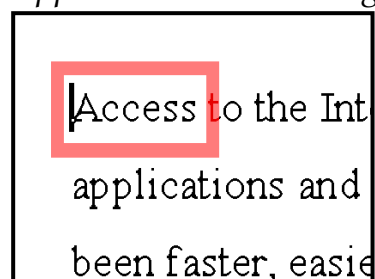 Access to the Int
applications and
been faster, easie